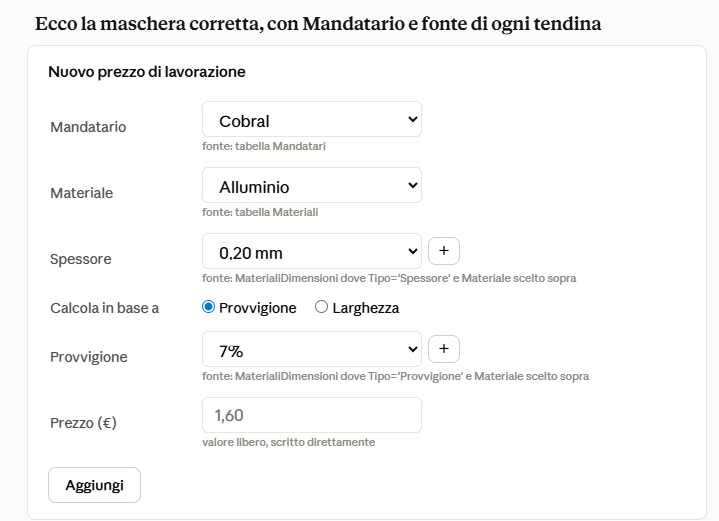 Ecco la maschera corretta, con Mandatario e fonte di ogni tendina
Nuovo prezzo di lavorazione
Mandatario
Cobral
fonte: tabella Mandatari
Materiale
Alluminio
fonte: tabella Materiali
Spessore
0,20 mm
+
fonte: MaterialiDimensioni dove Tipo='Spessore' e Materiale scelto sopra
Calcola in base a
Provvigione
Larghezza
Provvigione
7%
+
fonte: MaterialiDimensioni dove Tipo='Provvigione' e Materiale scelto sopra
Prezzo (€)
1,60
valore libero, scritto direttamente
Aggiungi